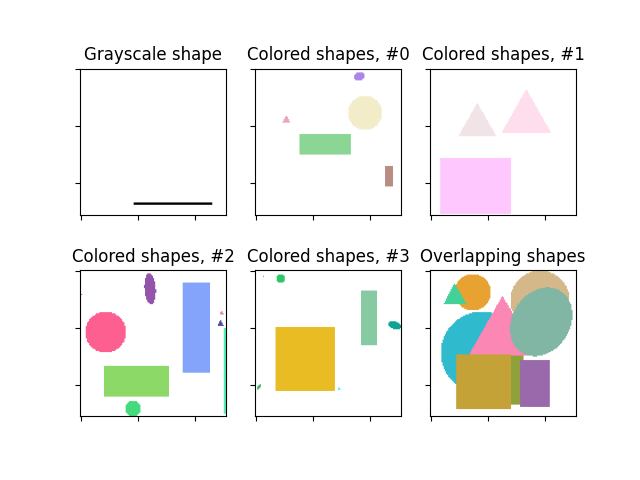 Grayscale shape
Colored shapes, #0
Colored shapes, #1
Colored shapes, #2
Colored shapes, #3
Overlapping shapes